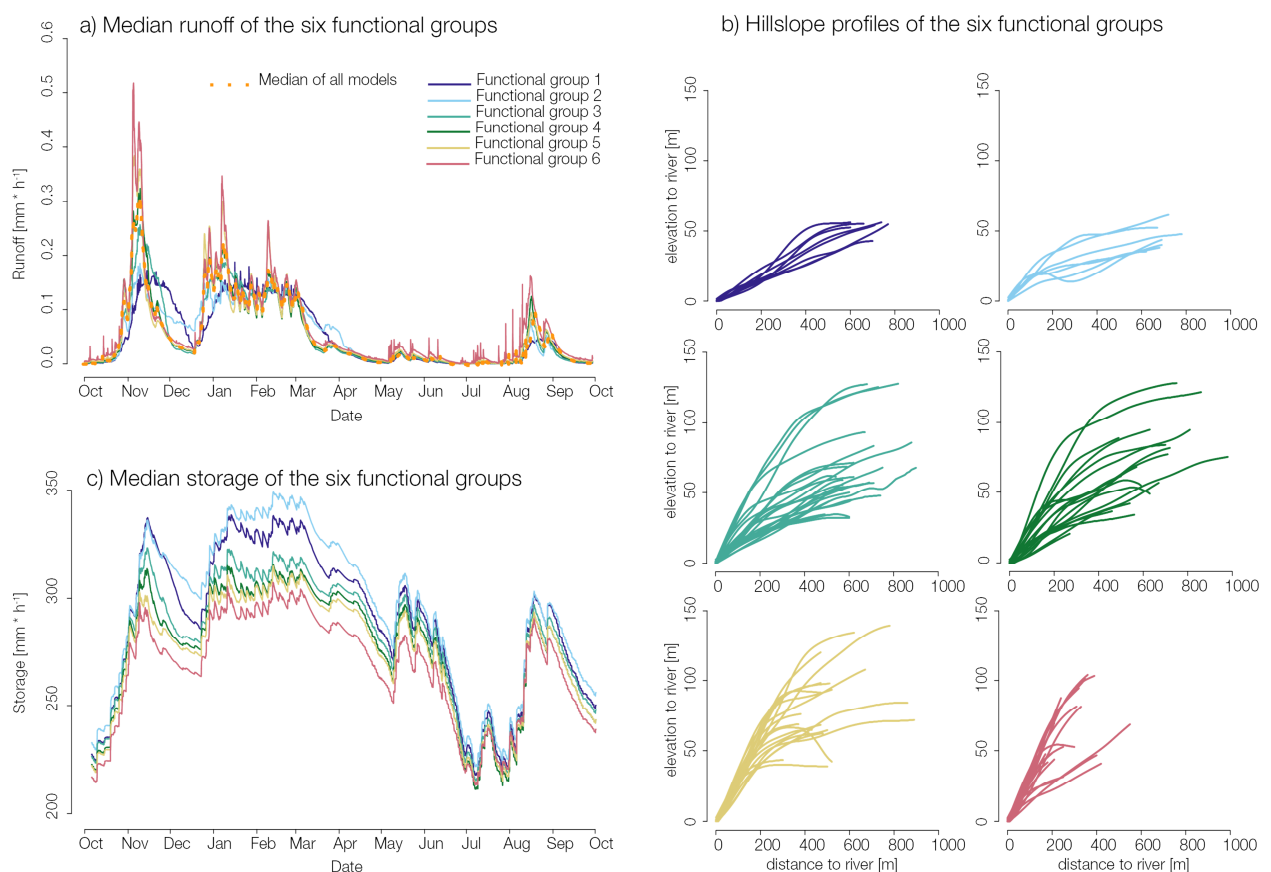 a) Median runoff of the six functional groups
0.6
0.5
0.4
0.3
0.2
0.1
0.0
Runoff [mm * h⁻¹]
Median of all models
Functional group 1
Functional group 2
Functional group 3
Functional group 4
Functional group 5
Functional group 6
Oct Nov Dec Jan Feb Mar Apr May Jun Jul Aug Sep Oct
Date
c) Median storage of the six functional groups
350
300
250
200
Storage [mm * h⁻¹]
Oct Nov Dec Jan Feb Mar Apr May Jun Jul Aug Sep Oct
Date
b) Hillslope profiles of the six functional groups
150
100
50
0
elevation to river [m]
0 200 400 600 800 1000
150
100
50
0
0 200 400 600 800 1000
150
100
50
0
elevation to river [m]
0 200 400 600 800 1000
150
100
50
0
0 200 400 600 800 1000
150
100
50
0
elevation to river [m]
0 200 400 600 800 1000
distance to river [m]
150
100
50
0
0 200 400 600 800 1000
distance to river [m]